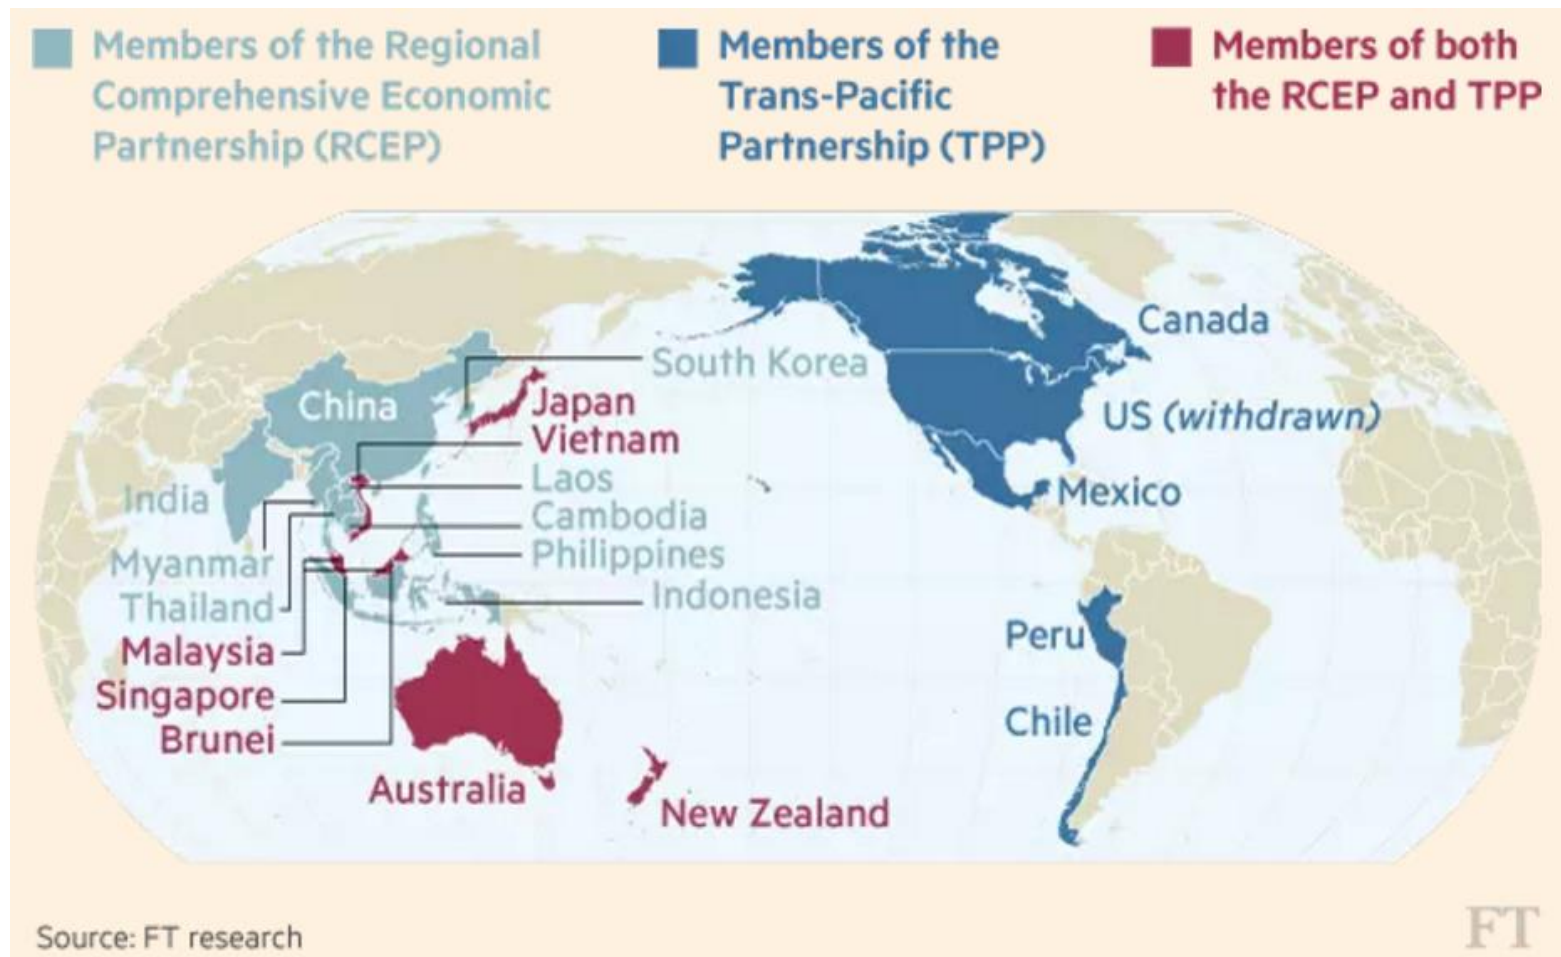 Members of the Regional
Comprehensive Economic
Partnership (RCEP)
Members of the
Trans-Pacific
Partnership (TPP)
Members of both
the RCEP and TPP
Canada
South Korea
China
Japan
US (withdrawn)
Vietnam
Laos
India
Mexico
Cambodia
Philippines
Myanmar
Indonesia
Thailand
Peru
Malaysia
Singapore
Chile
Brunei
Australia
New Zealand
Source: FT research
FT